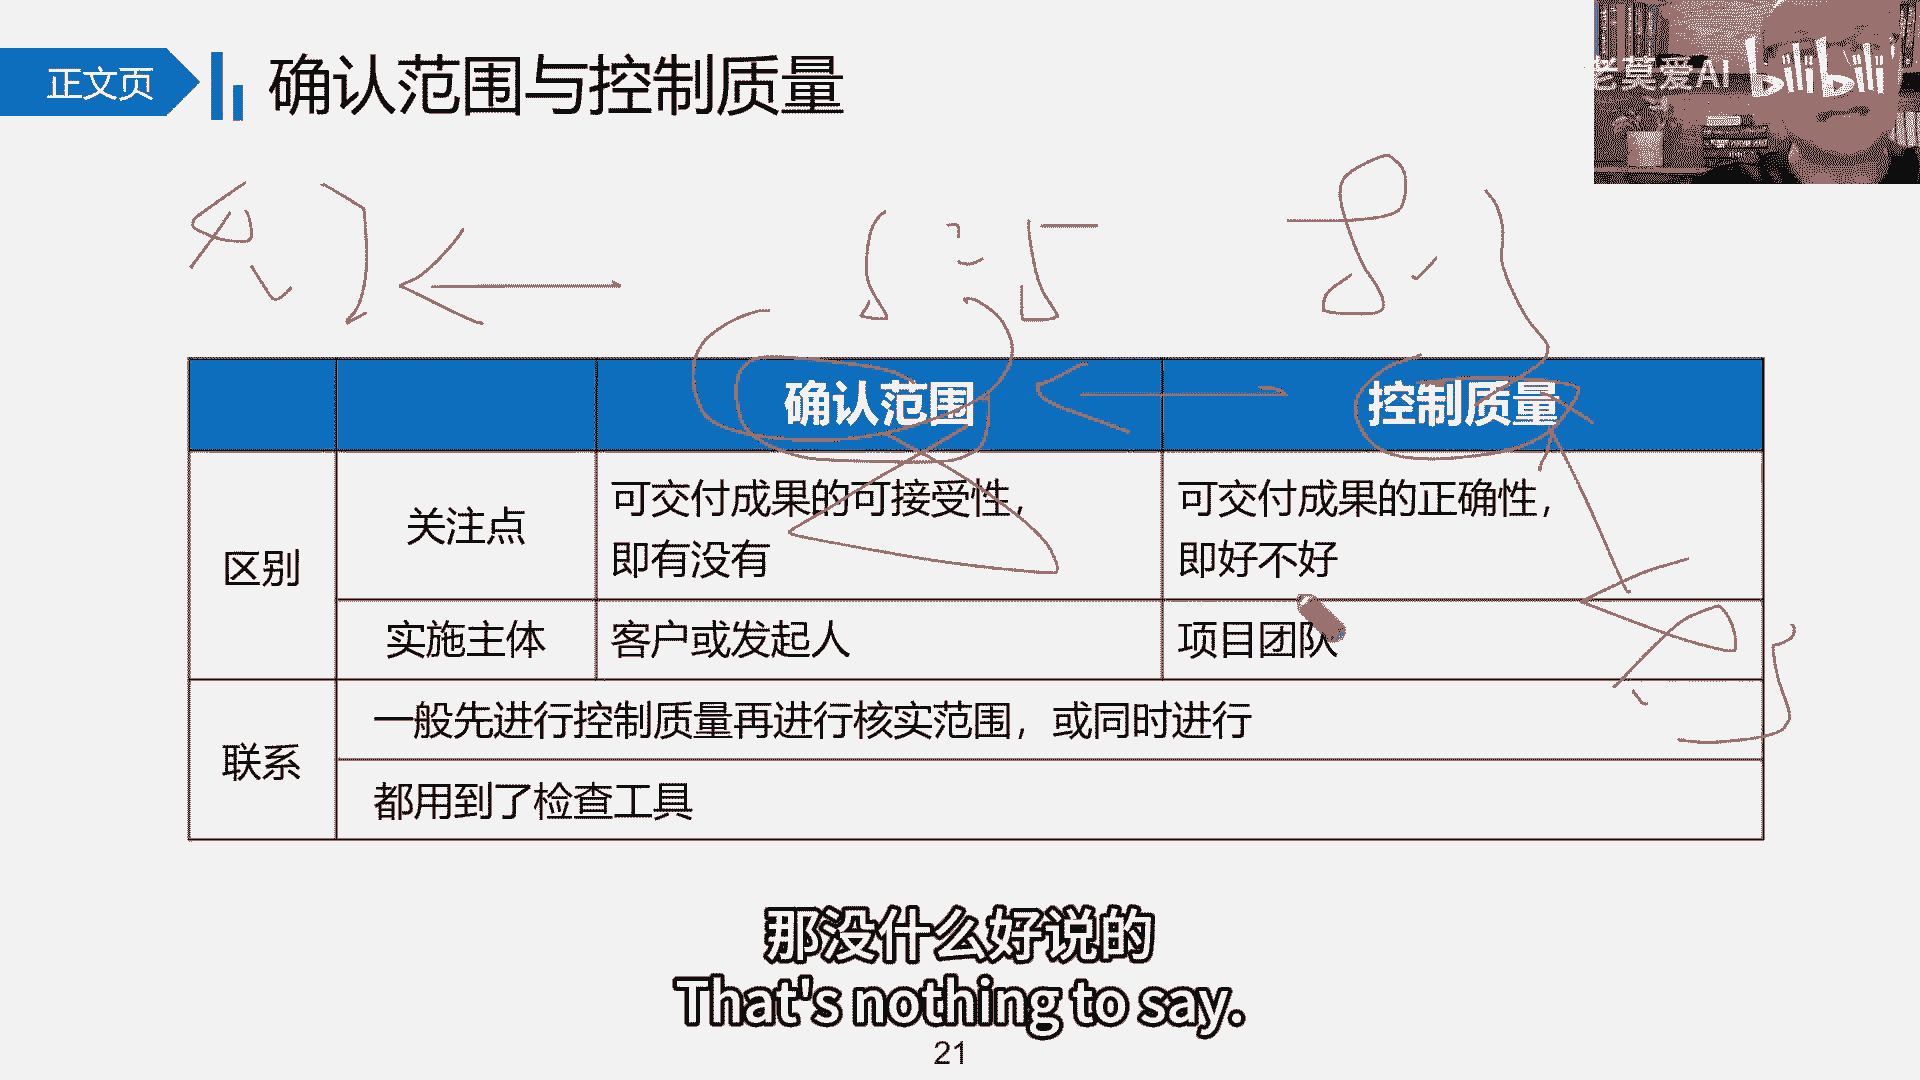 正文页
确认范围与控制质量
老莫爱AI bilibili
5.5
8.
确认范围 控制质量
区别
关注点
可交付成果的可接受性,
即有没有
可交付成果的正确性,
即好不好
实施主体
客户或发起人
项目团队
联系
一般先进行控制质量再进行核实范围，或同时进行
都用到了检查工具
那没什么好说的
That's nothing to say.
21